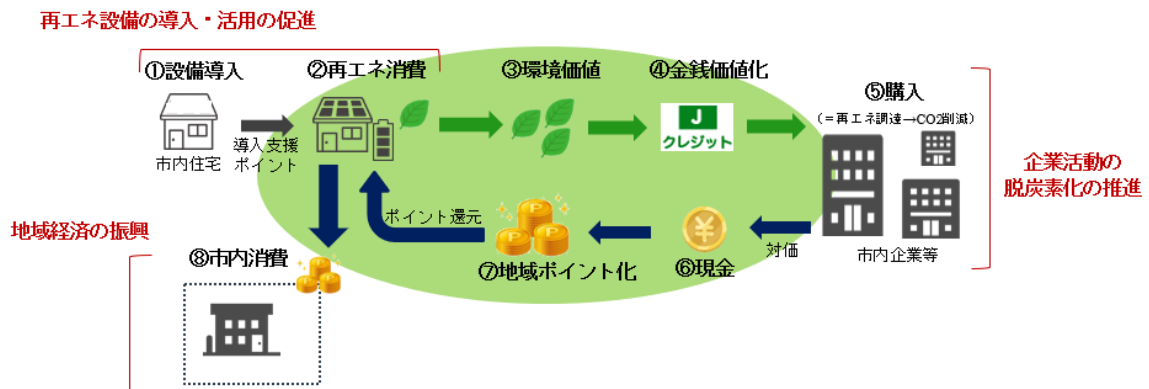 再エネ設備の導入・活用の促進
①設備導入
②再エネ消費
③環境価値
④金銭価値化
⑤購入
(=再エネ調達→CO2削減)
J
クレジット
導入支援
ポイント
市内住宅
企業活動の
脱炭素化の推進
地域経済の振興
ポイント還元
P
P
P
¥
対価
市内企業等
⑧市内消費
⑦地域ポイント化
⑥現金